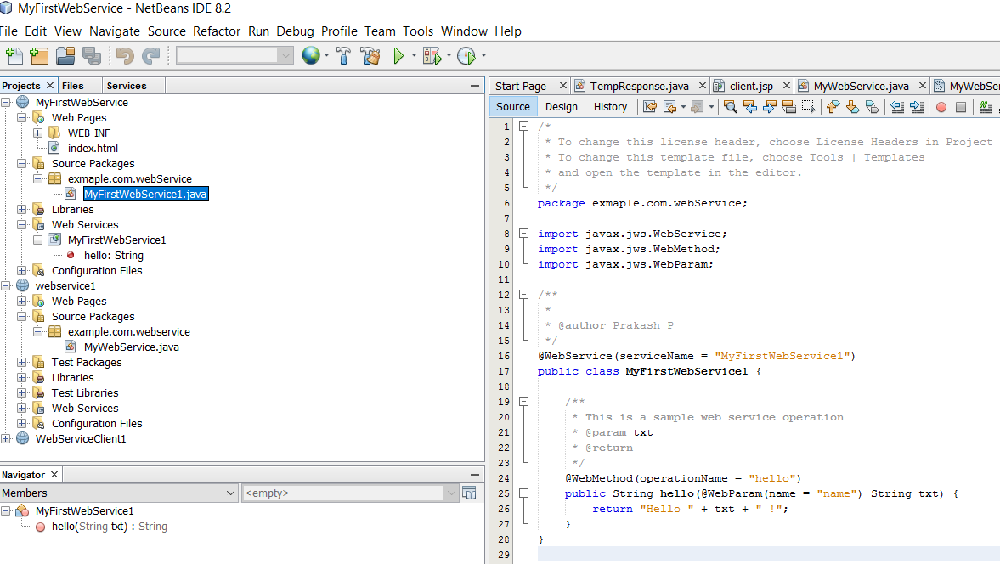 MyFirstWebService - NetBeans IDE 8.2
File Edit View Navigate Source Refactor Run Debug Profile Team Tools Window Help
Projects Files Services
MyFirstWebService
Web Pages
WEB-INF
index.html
Source Packages
exmaple.com.webService
MyFirstWebService1.java
Libraries
Web Services
MyFirstWebService1
hello: String
Configuration Files
webservice1
Web Pages
Source Packages
example.com.webservice
MyWebService.java
Test Packages
Libraries
Test Libraries
Web Services
Configuration Files
WebServiceClient1
Navigator
Members <empty>
MyFirstWebService1
hello(String txt) : String
Start Page TempResponse.java client.jsp MyWebService.java MyWebSer
Source Design History
1 /*
2 * To change this license header, choose License Headers in Project
3 * To change this template file, choose Tools | Templates
4 * and open the template in the editor.
5 */
6 package exmaple.com.webService;
7
8 import javax.jws.WebService;
9 import javax.jws.WebMethod;
10 import javax.jws.WebParam;
11
12 /**
13 *
14 * @author Prakash P
15 */
16 @WebService(serviceName = "MyFirstWebService1")
17 public class MyFirstWebService1 {
18
19 /**
20 * This is a sample web service operation
21 * @param txt
22 * @return
23 */
24 @WebMethod(operationName = "hello")
25 public String hello(@WebParam(name = "name") String txt) {
26 return "Hello " + txt + " !";
27 }
28 }
29